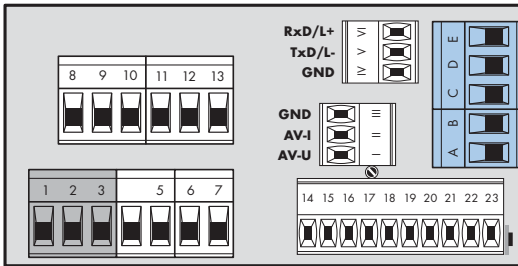 8 9 10 11 12 13
1 2 3 5 6 7
RxD/L+ VI
TxD/L- V
GND IV
GND III
AV-I II
AV-U I
E
D
C
B
A
14 15 16 17 18 19 20 21 22 23